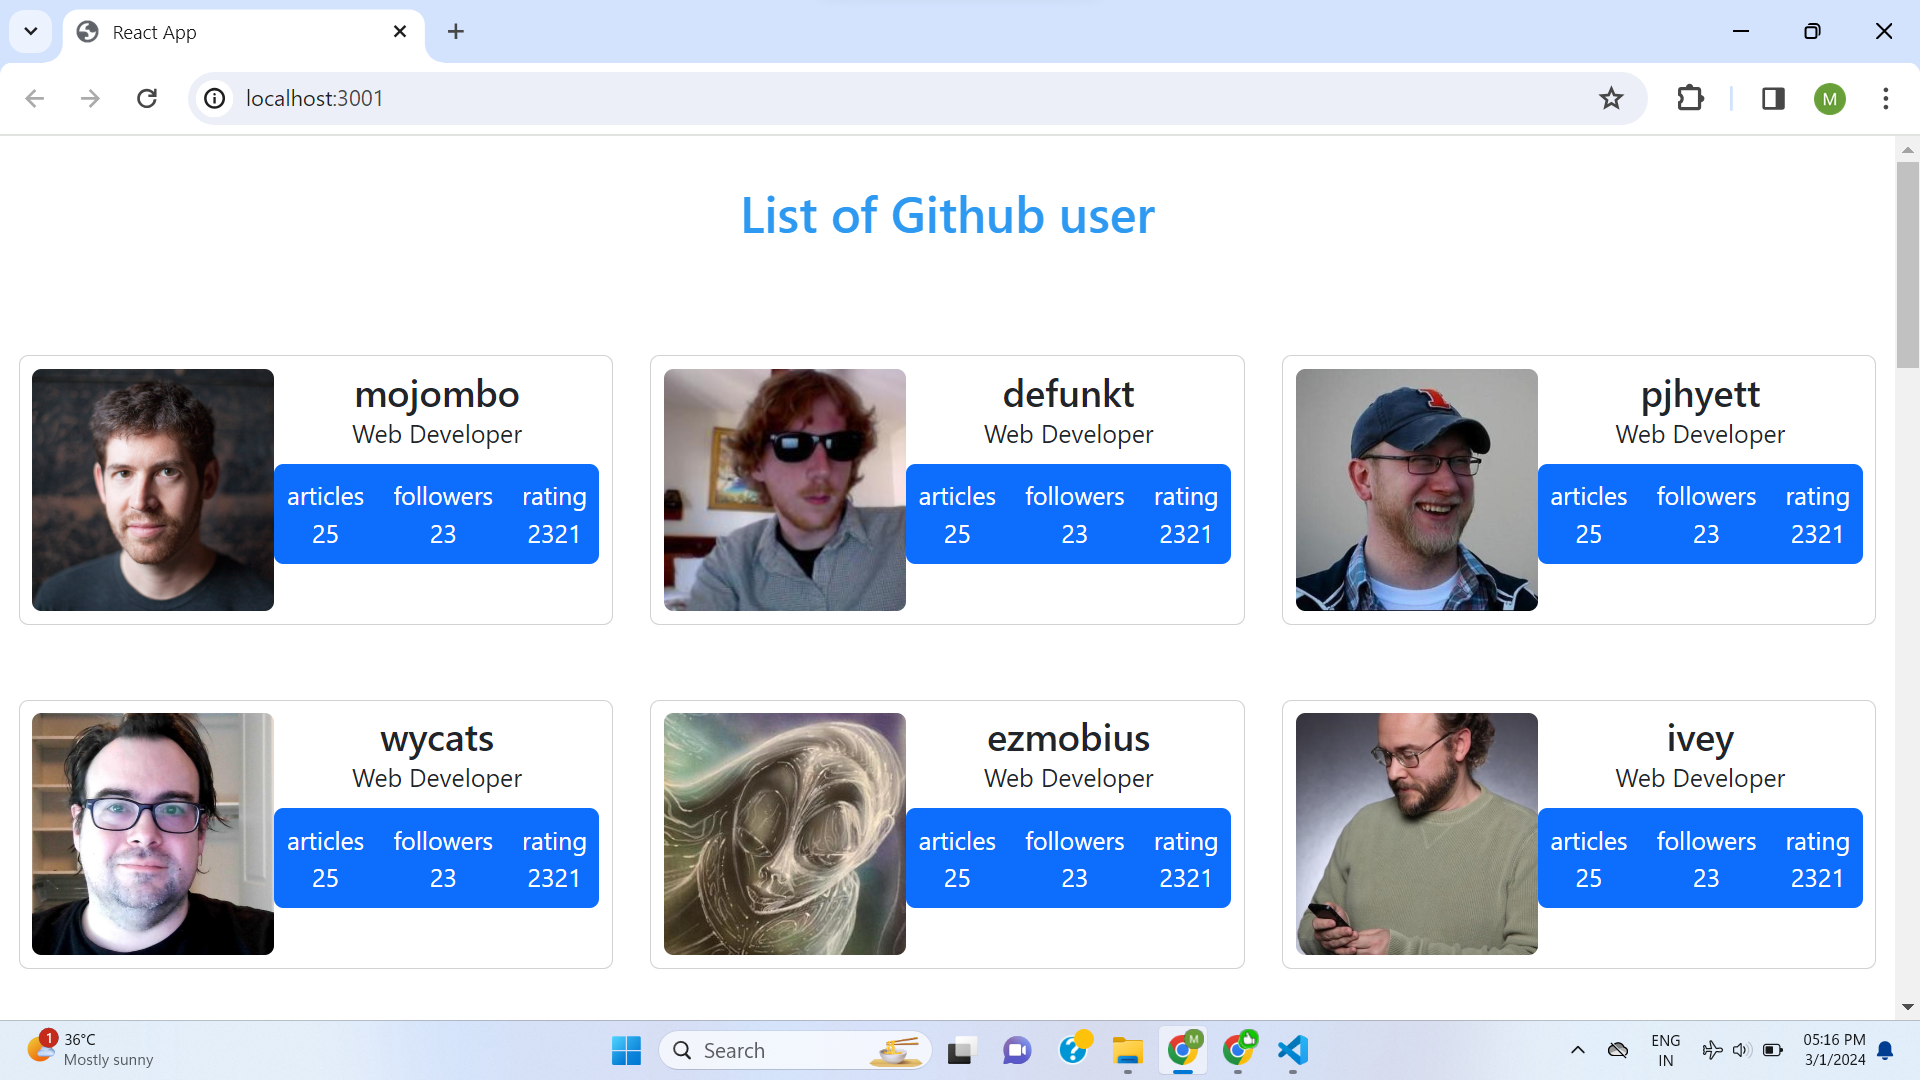 React App
localhost:3001
M
List of Github user
mojombo
Web Developer
articles followers rating
25 23 2321
defunkt
Web Developer
articles followers rating
25 23 2321
pjhyett
Web Developer
articles followers rating
25 23 2321
wycats
Web Developer
articles followers rating
25 23 2321
ezmobius
Web Developer
articles followers rating
25 23 2321
ivey
Web Developer
articles followers rating
25 23 2321
1
36°C
Mostly sunny
Search
M
ENG
IN
05:16 PM
3/1/2024